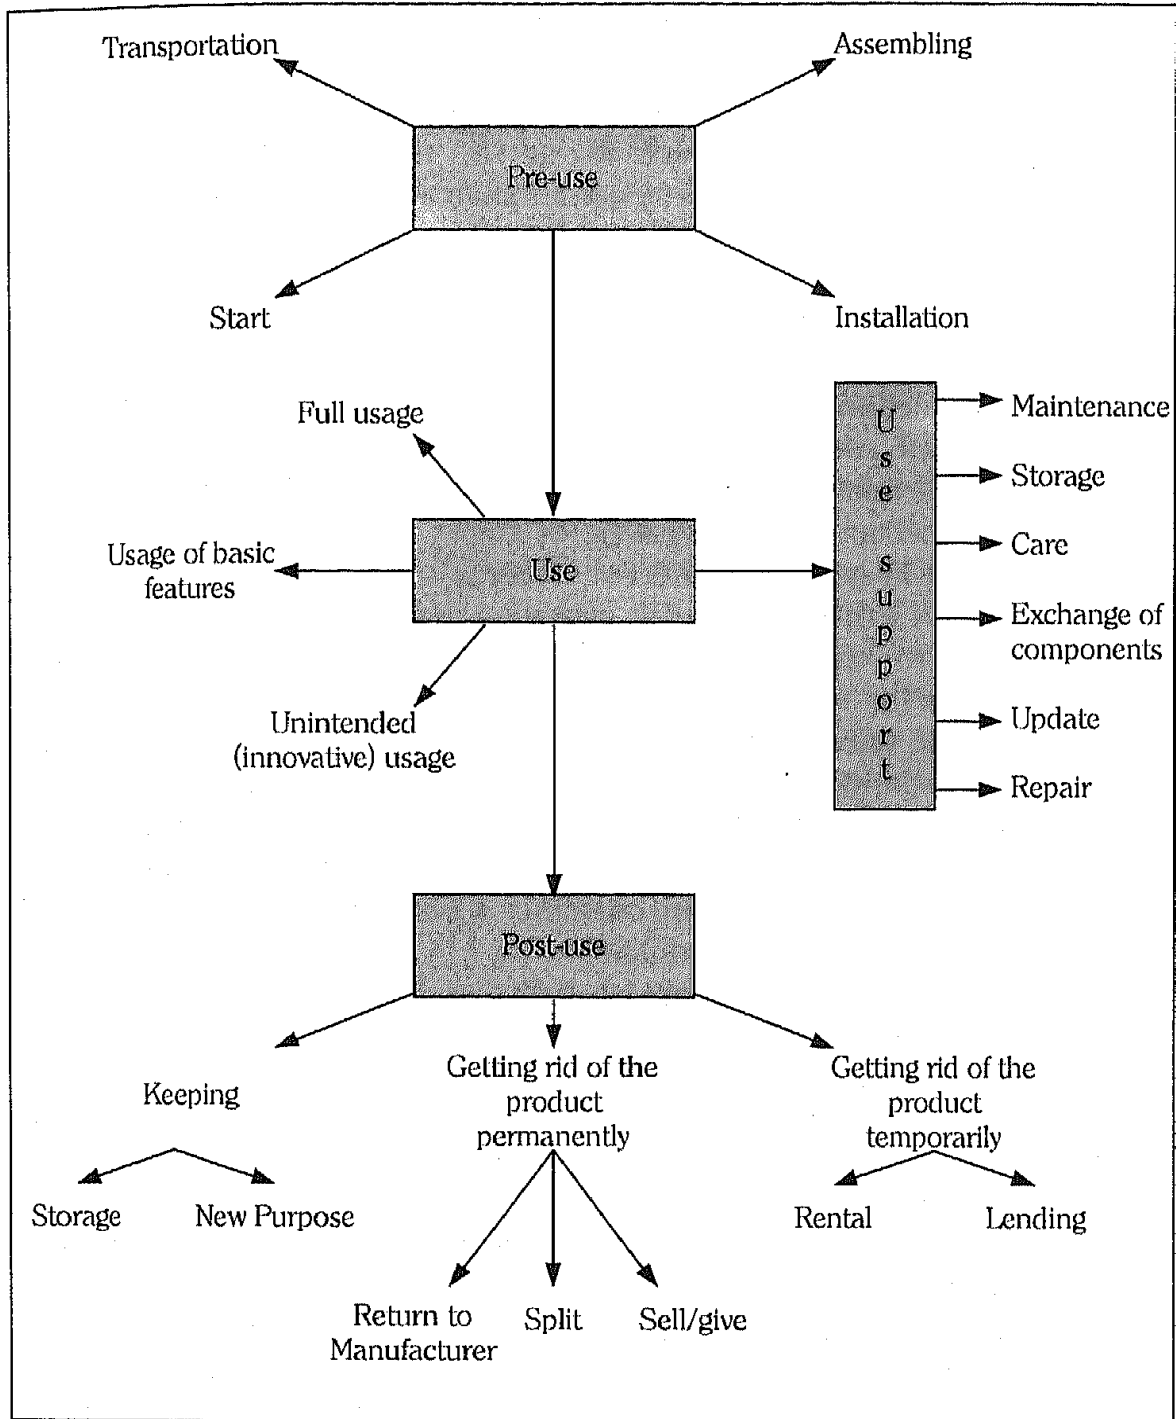 Transportation
Assembling
Pre-use
Start
Installation
Full usage
Usage of basic
features
Use
Unintended
(innovative) usage
Use support
Maintenance
Storage
Care
Exchange of
components
Update
Repair
Post-use
Keeping
Getting rid of the
product
permanently
Getting rid of the
product
temporarily
Storage
New Purpose
Rental
Lending
Return to
Manufacturer
Split
Sell/give